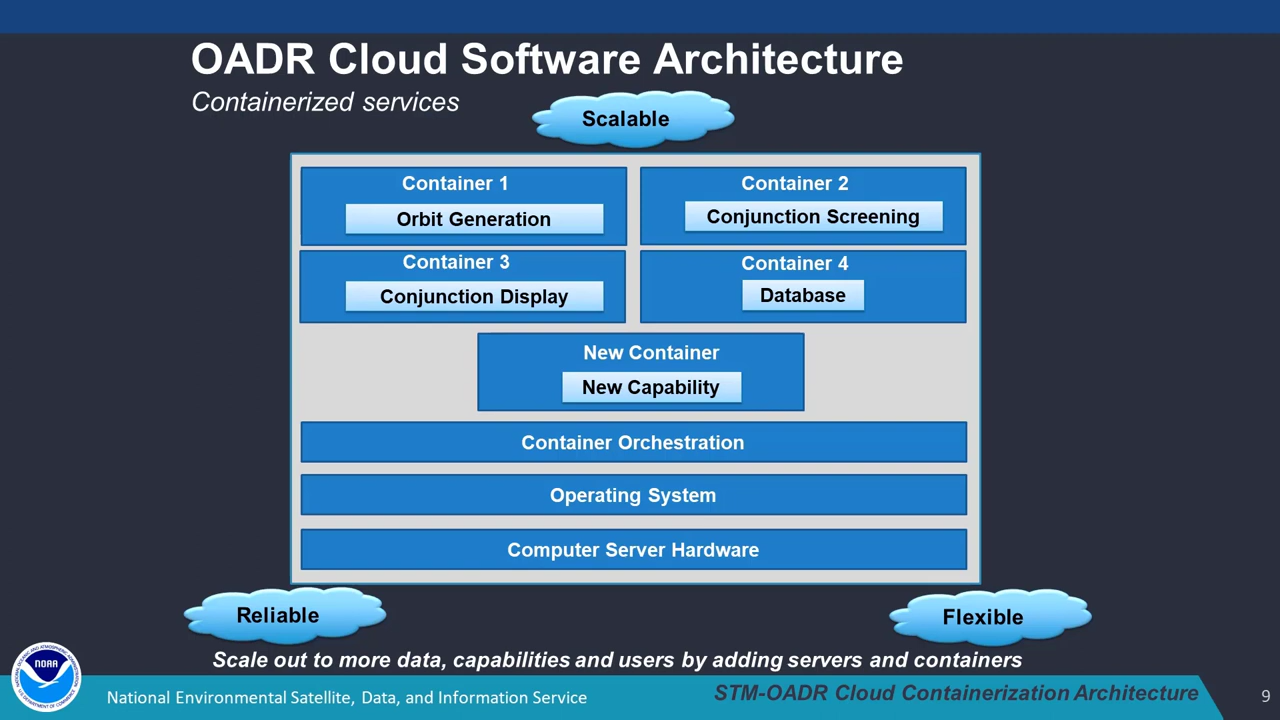 OADR Cloud Software Architecture
Containerized services
Scalable
Container 1
Orbit Generation
Container 2
Conjunction Screening
Container 3
Conjunction Display
Container 4
Database
New Container
New Capability
Container Orchestration
Operating System
Computer Server Hardware
Reliable
Flexible
Scale out to more data, capabilities and users by adding servers and containers
NOAA
National Environmental Satellite, Data, and Information Service
STM-OADR Cloud Containerization Architecture
9